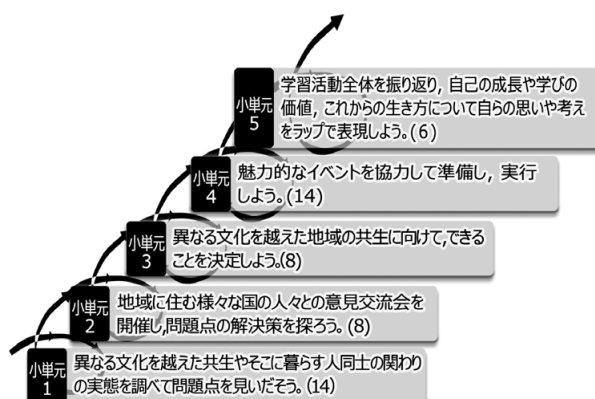 小単元
5
学習活動全体を振り返り，自己の成長や学びの
価値，これからの生き方について自らの思いや考え
をラップで表現しよう。(6)
小単元
4
魅力的なイベントを協力して準備し，実行
しよう。(14)
小単元
3
異なる文化を越えた地域の共生に向けて,できる
ことを決定しよう。(8)
小単元
2
地域に住む様々な国の人々との意見交流会を
開催し,問題点の解決策を探ろう。(8)
小単元
1
異なる文化を越えた共生やそこに暮らす人同士の関わり
の実態を調べて問題点を見いだそう。(14)